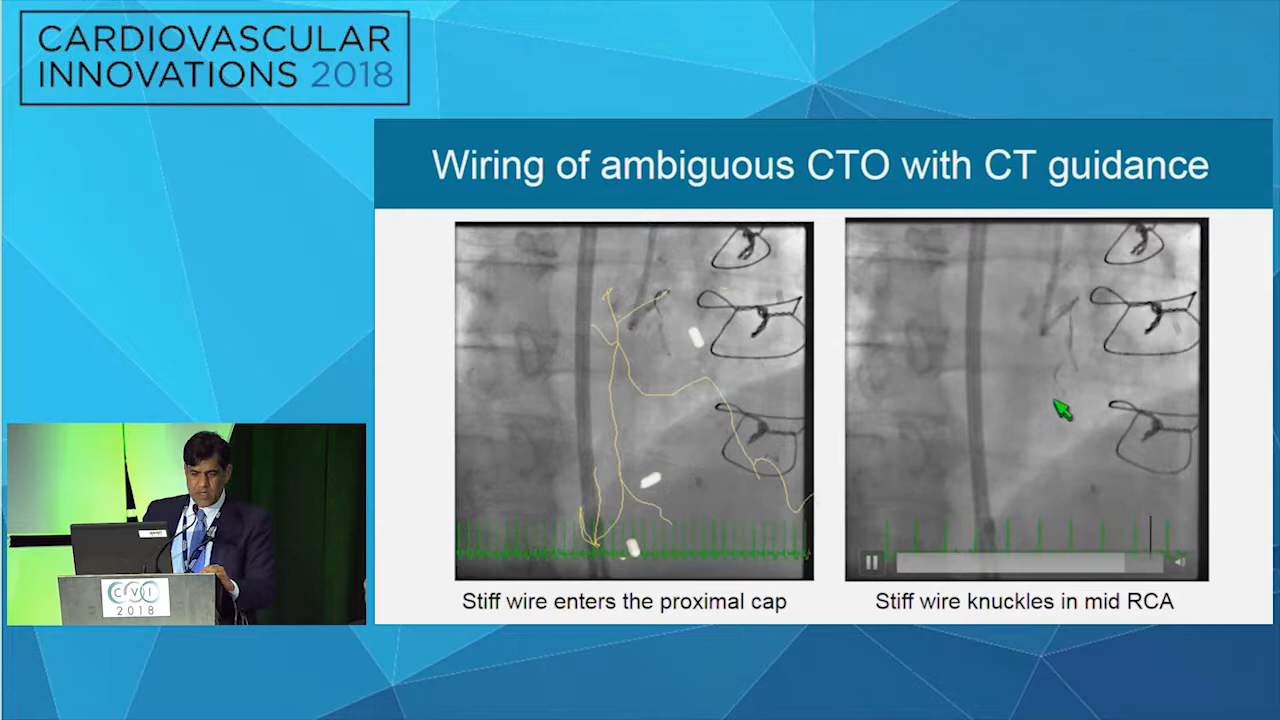 CARDIOVASCULAR
INNOVATIONS 2018
Wiring of ambiguous CTO with CT guidance
Stiff wire enters the proximal cap
Stiff wire knuckles in mid RCA
CVI
2018